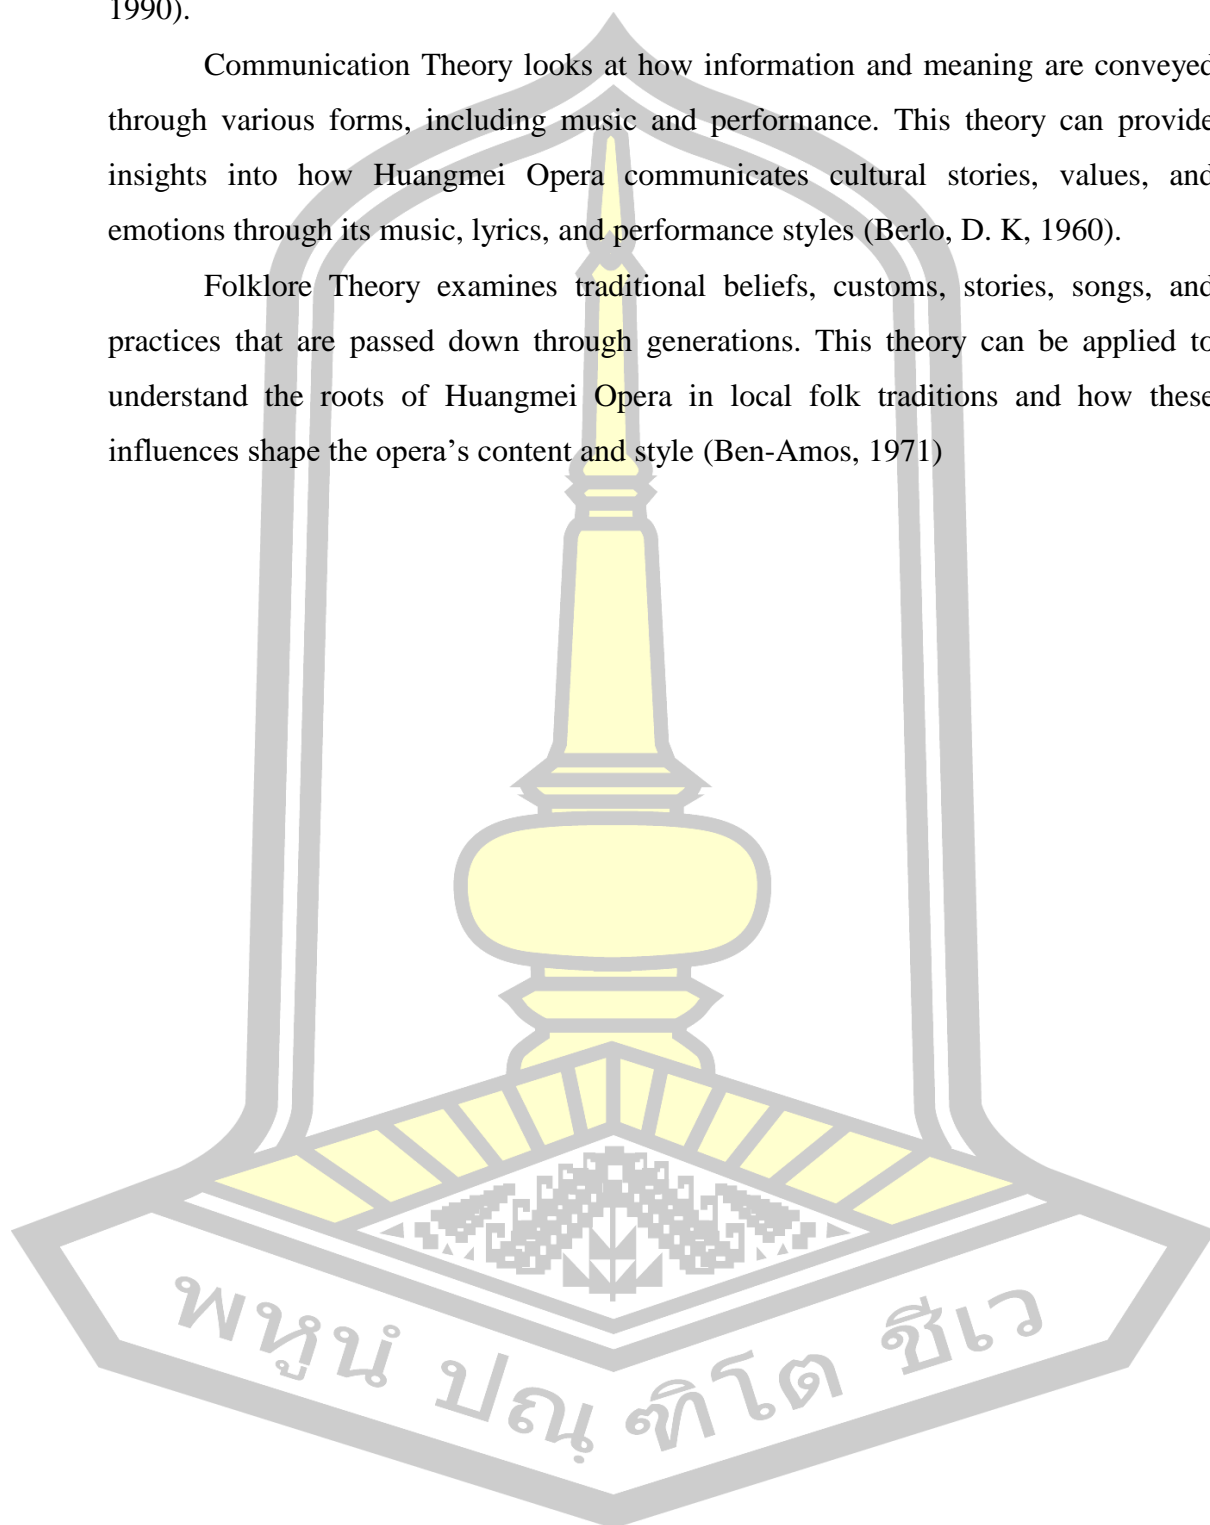 1990).
Communication Theory looks at how information and meaning are conveyed
through various forms, including music and performance. This theory can provide
insights into how Huangmei Opera communicates cultural stories, values, and
emotions through its music, lyrics, and performance styles (Berlo, D. K, 1960).
Folklore Theory examines traditional beliefs, customs, stories, songs, and
practices that are passed down through generations. This theory can be applied to
understand the roots of Huangmei Opera in local folk traditions and how these
influences shape the opera’s content and style (Ben-Amos, 1971)
พหูนํ ปณฺฑิโต ชีเว